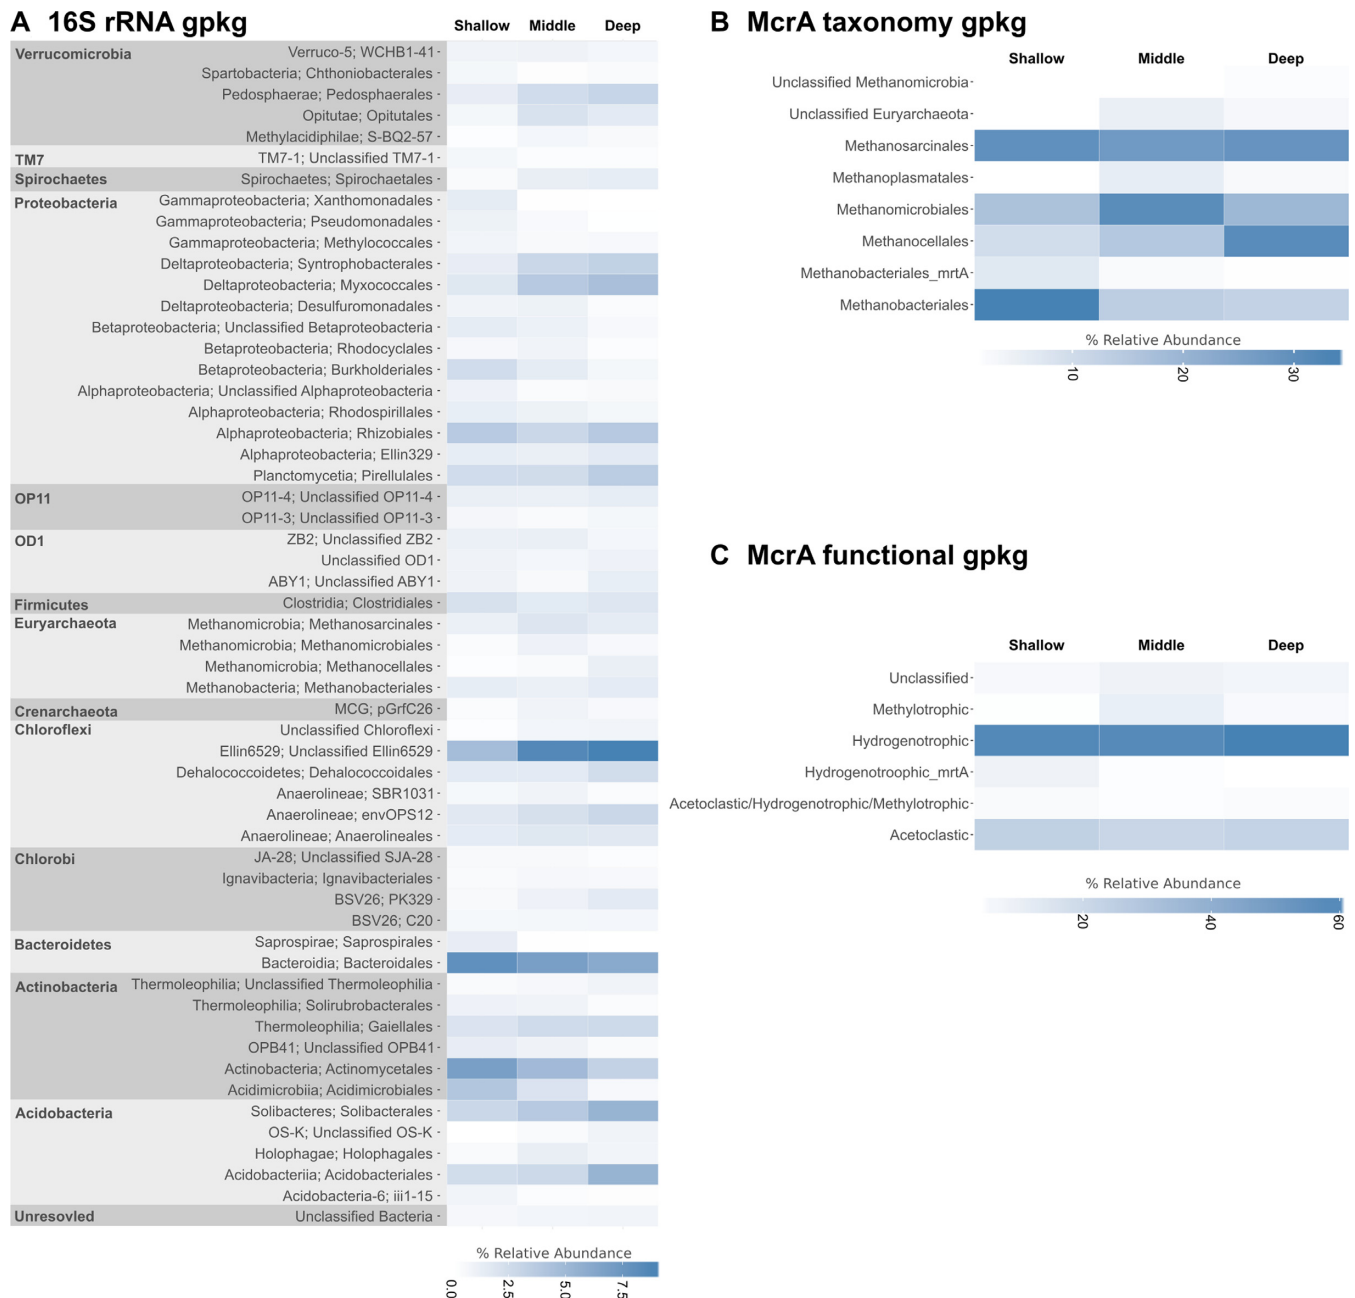 A 16S rRNA gpkg
Shallow Middle Deep
Verrucomicrobia
Verruco-5; WCHB1-41
Spartobacteria; Chthoniobacterales
Pedosphaerae; Pedosphaerales
Opitutae; Opitutales
Methylacidiphilae; S-BQ2-57
TM7
TM7-1; Unclassified TM7-1
Spirochaetes
Spirochaetes; Spirochaetales
Proteobacteria
Gammaproteobacteria; Xanthomonadales
Gammaproteobacteria; Pseudomonadales
Gammaproteobacteria; Methylococcales
Deltaproteobacteria; Syntrophobacterales
Deltaproteobacteria; Myxococcales
Deltaproteobacteria; Desulfuromonadales
Betaproteobacteria; Unclassified Betaproteobacteria
Betaproteobacteria; Rhodocyclales
Betaproteobacteria; Burkholderiales
Alphaproteobacteria; Unclassified Alphaproteobacteria
Alphaproteobacteria; Rhodospirillales
Alphaproteobacteria; Rhizobiales
Alphaproteobacteria; Ellin329
Planctomycetia; Pirellulales
OP11
OP11-4; Unclassified OP11-4
OP11-3; Unclassified OP11-3
OD1
ZB2; Unclassified ZB2
Unclassified OD1
ABY1; Unclassified ABY1
Firmicutes
Clostridia; Clostridiales
Euryarchaeota
Methanomicrobia; Methanosarcinales
Methanomicrobia; Methanomicrobiales
Methanomicrobia; Methanocellales
Methanobacteria; Methanobacteriales
Crenarchaeota
MCG; pGrfC26
Chloroflexi
Unclassified Chloroflexi
Ellin6529; Unclassified Ellin6529
Dehalococcoidetes; Dehalococcoidales
Anaerolineae; SBR1031
Anaerolineae; envOPS12
Anaerolineae; Anaerolineales
Chlorobi
JA-28; Unclassified SJA-28
Ignavibacteria; Ignavibacteriales
BSV26; PK329
BSV26; C20
Bacteroidetes
Saprospirae; Saprospirales
Bacteroidia; Bacteroidales
Actinobacteria
Thermoleophilia; Unclassified Thermoleophilia
Thermoleophilia; Solirubrobacterales
Thermoleophilia; Gaiellales
OPB41; Unclassified OPB41
Actinobacteria; Actinomycetales
Acidimicrobiia; Acidimicrobiales
Acidobacteria
Solibacteres; Solibacterales
OS-K; Unclassified OS-K
Holophagae; Holophagales
Acidobacteriia; Acidobacteriales
Acidobacteria-6; iii1-15
Unresovled
Unclassified Bacteria
% Relative Abundance
0.0 2.5 5.0 7.5
B McrA taxonomy gpkg
Shallow Middle Deep
Unclassified Methanomicrobia
Unclassified Euryarchaeota
Methanosarcinales
Methanoplasmatales
Methanomicrobiales
Methanocellales
Methanobacteriales_mrtA
Methanobacteriales
% Relative Abundance
10 20 30
C McrA functional gpkg
Shallow Middle Deep
Unclassified
Methylotrophic
Hydrogenotrophic
Hydrogenotroophic_mrtA
Acetoclastic/Hydrogenotrophic/Methylotrophic
Acetoclastic
% Relative Abundance
20 40 60